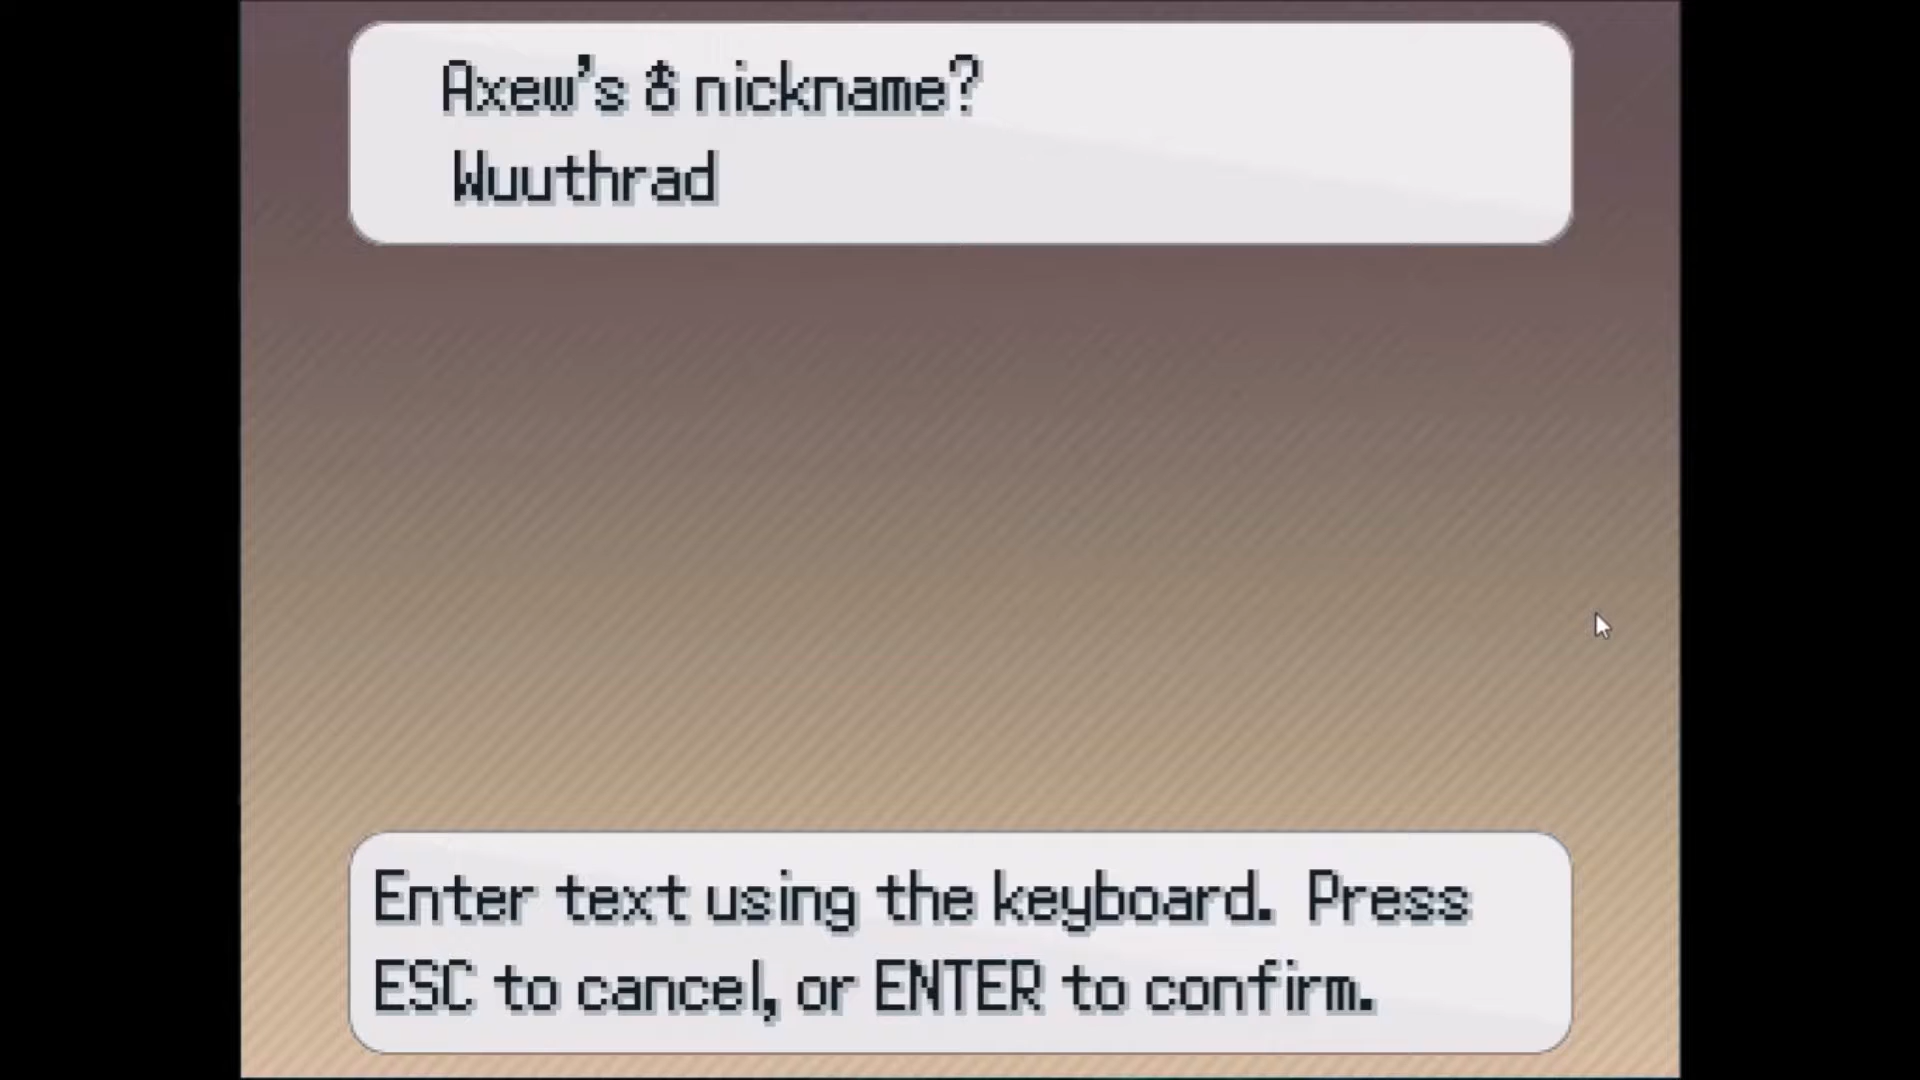 Axew's ♂ nickname?
Wuuthrad
Enter text using the keyboard. Press
ESC to cancel, or ENTER to confirm.